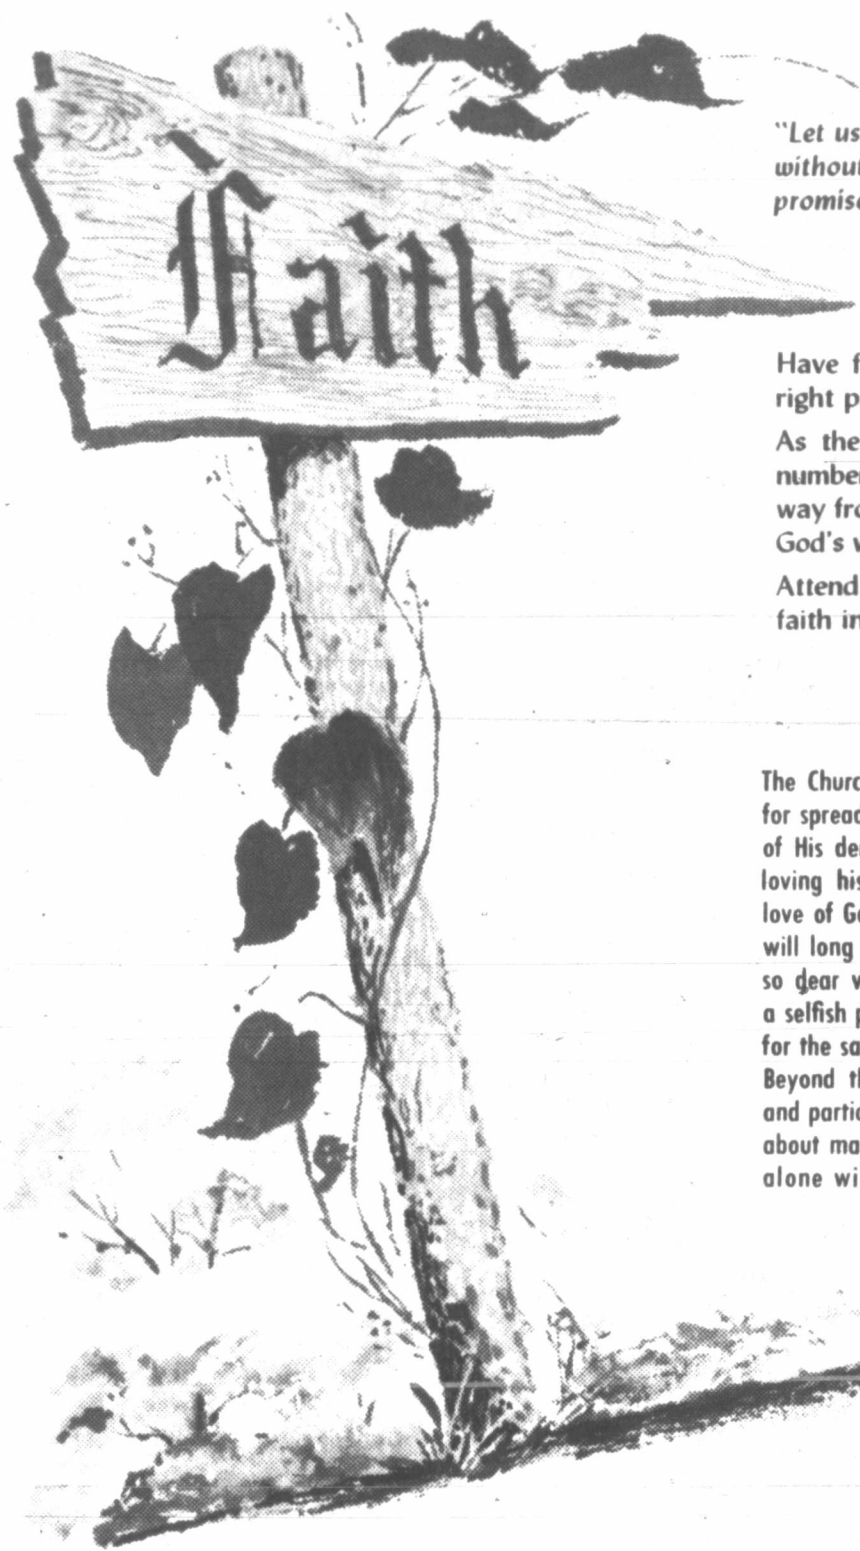 Faith
"Let us
without
promise
Have f
right p
As the
number
way fro
God's w
Attend
faith in
The Churc
for spread
of His de
loving his
love of Go
will long
so dear w
a selfish p
for the sa
Beyond th
and partic
about ma
alone wi